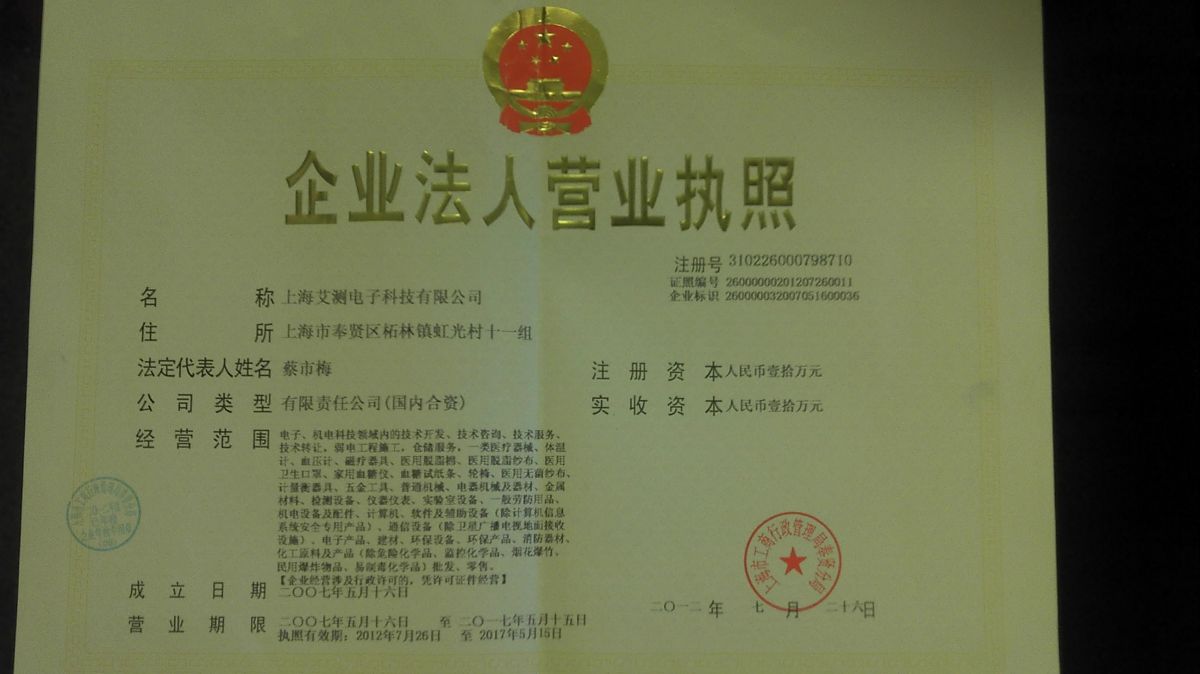 企业法人营业执照
注册号 310226000798710
证照编号 26000000201207260011
企业标识 260000032007051600036
名称 上海艾测电子科技有限公司
住所 上海市奉贤区柘林镇虹光村十一组
法定代表人姓名 蔡市梅
注册资本 人民币壹拾万元
公司类型 有限责任公司(国内合资)
实收资本 人民币壹拾万元
经营范围 电子、机电科技领域内的技术开发、技术咨询、技术服务、
技术转让，弱电工程施工，仓储服务，一类医疗器械、体温
计、血压计、磁疗器具、医用脱脂棉、医用脱脂纱布、医用
卫生口罩、家用血糖仪、血糖试纸条、轮椅、医用无菌纱布、
计量衡器具、五金工具、普通机械、电器机械及器材、金属
材料、检测设备、仪器仪表、实验室设备、一般劳防用品、
机电设备及配件、计算机、软件及辅助设备（除计算机信息
系统安全专用产品）、通信设备（除卫星广播电视地面接收
设施）、电子产品、建材、环保设备、环保产品、消防器材、
化工原料及产品（除危险化学品、监控化学品、烟花爆竹、
民用爆炸物品、易制毒化学品）批发、零售。
【企业经营涉及行政许可的，凭许可证件经营】
成立日期 二〇〇七年五月十六日
营业期限 二〇〇七年五月十六日 至 二〇一七年五月十五日
执照有效期：2012年7月26日 至 2017年5月15日
上海市工商行政管理局奉贤分局
二〇一二年 七月 二十六日